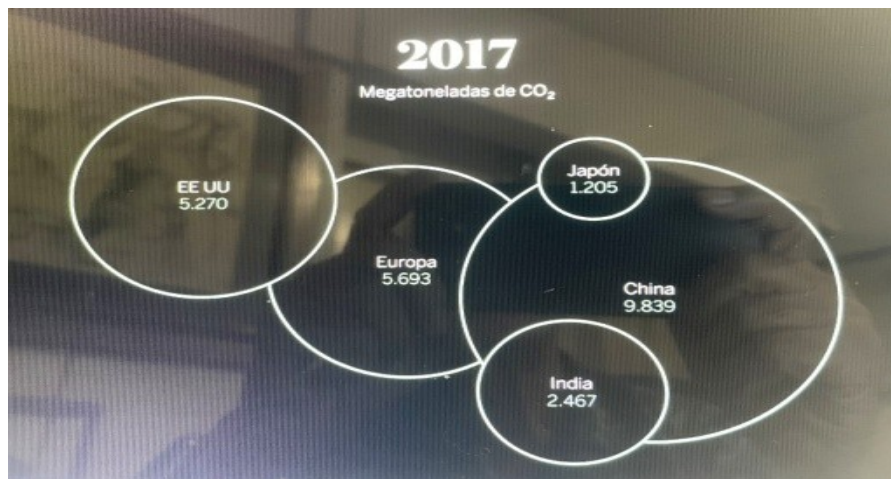 2017
Megatoneladas de CO₂
EE UU
5.270
Europa
5.693
Japón
1.205
China
9.839
India
2.467